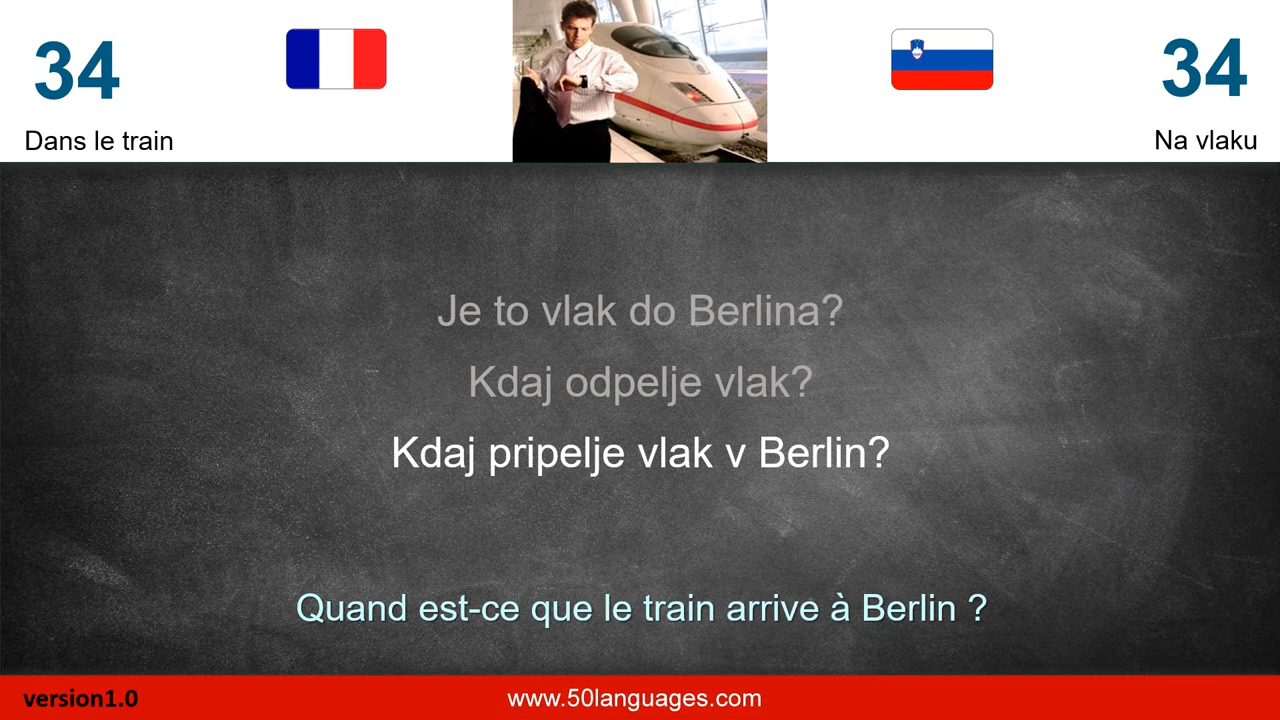 34
34
Dans le train
Na vlaku
Je to vlak do Berlina?
Kdaj odpelje vlak?
Kdaj pripelje vlak v Berlin?
Quand est-ce que le train arrive à Berlin ?
version1.0
www.50languages.com